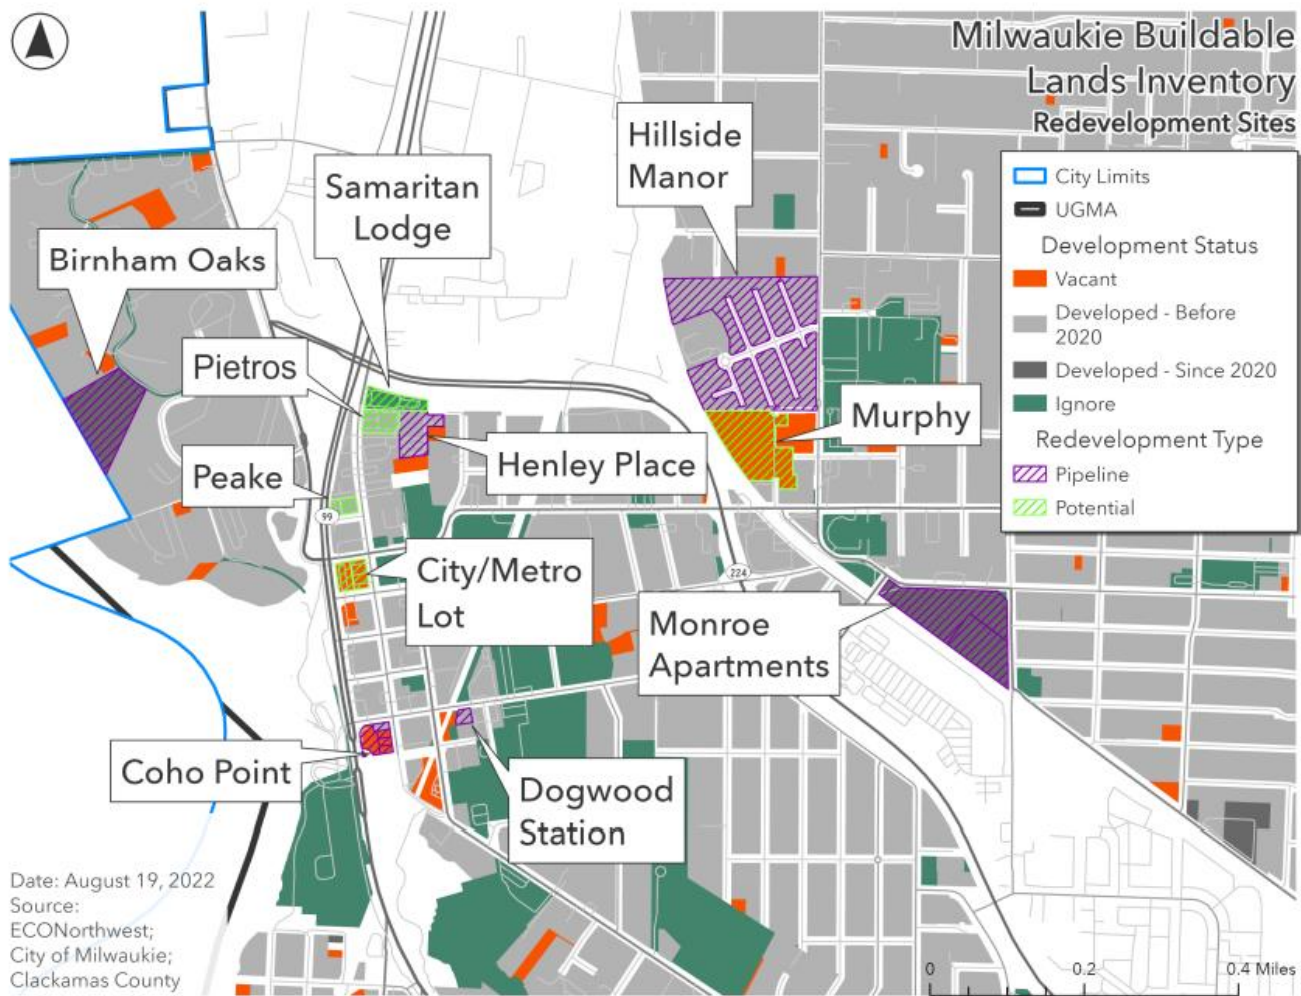 Milwaukie Buildable
Lands Inventory
Redevelopment Sites
City Limits
UGMA
Development Status
Vacant
Developed - Before
2020
Developed - Since 2020
Ignore
Redevelopment Type
Pipeline
Potential
Hillside
Manor
Samaritan
Lodge
Birnham Oaks
Pietros
Murphy
Henley Place
Peake
99
City/Metro
Lot
224
Monroe
Apartments
Coho Point
Dogwood
Station
Date: August 19, 2022
Source:
ECONorthwest;
City of Milwaukie;
Clackamas County
0 0.2 0.4 Miles